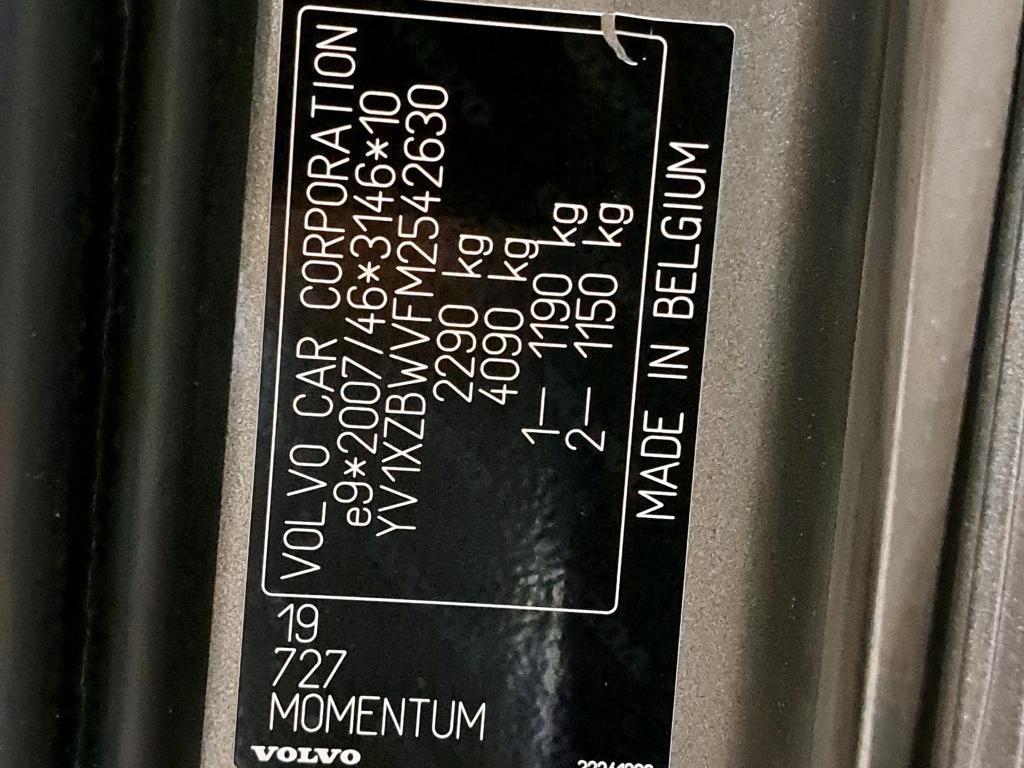 VOLVO CAR CORPORATION
e9*2007/46*3146*10
YV1XZBWVFM2542630
2290 kg
4090 kg
1— 1190 kg
2— 1150 kg
MADE IN BELGIUM
19
727
MOMENTUM
VOLVO